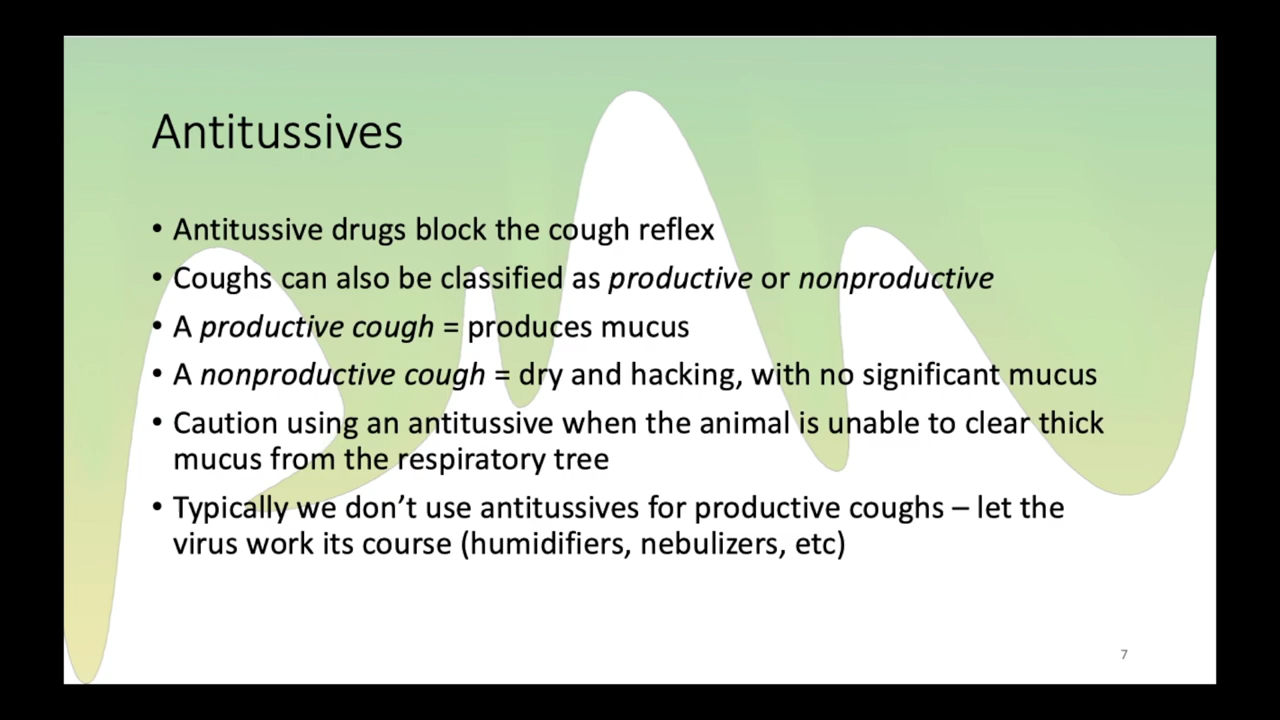 Antitussives
• Antitussive drugs block the cough reflex
• Coughs can also be classified as productive or nonproductive
• A productive cough = produces mucus
• A nonproductive cough = dry and hacking, with no significant mucus
• Caution using an antitussive when the animal is unable to clear thick
mucus from the respiratory tree
• Typically we don’t use antitussives for productive coughs – let the
virus work its course (humidifiers, nebulizers, etc)
7